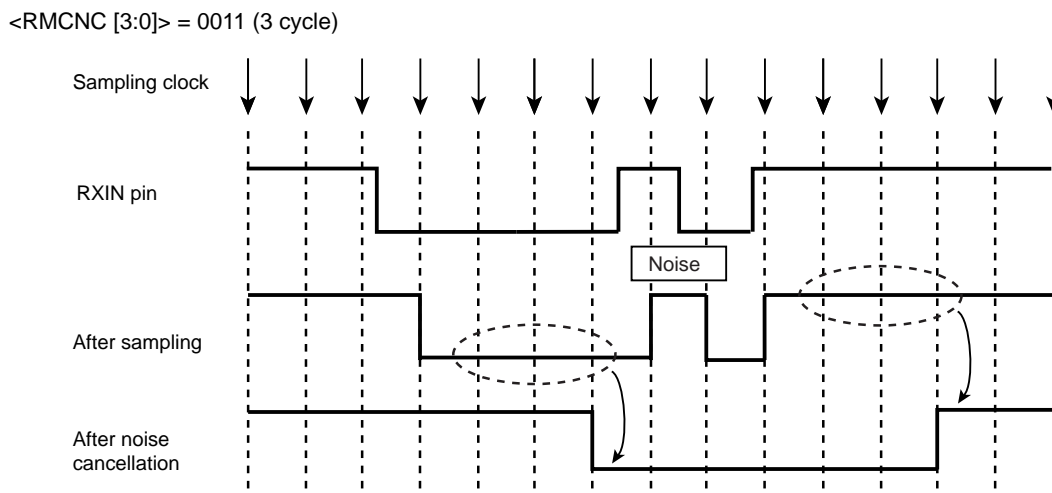 <RMCNC [3:0]> = 0011 (3 cycle)
Sampling clock
RXIN pin
Noise
After sampling
After noise
cancellation